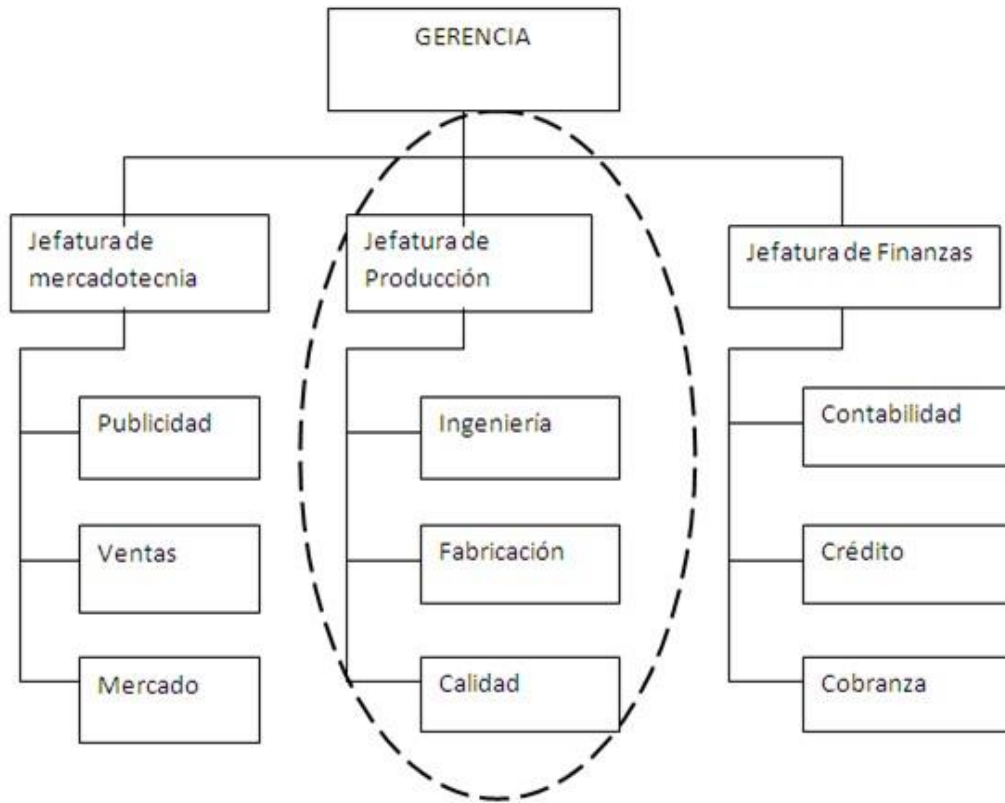 GERENCIA
Jefatura de
mercadotecnia
Jefatura de
Producción
Jefatura de Finanzas
Publicidad
Ventas
Mercado
Ingeniería
Fabricación
Calidad
Contabilidad
Crédito
Cobranza